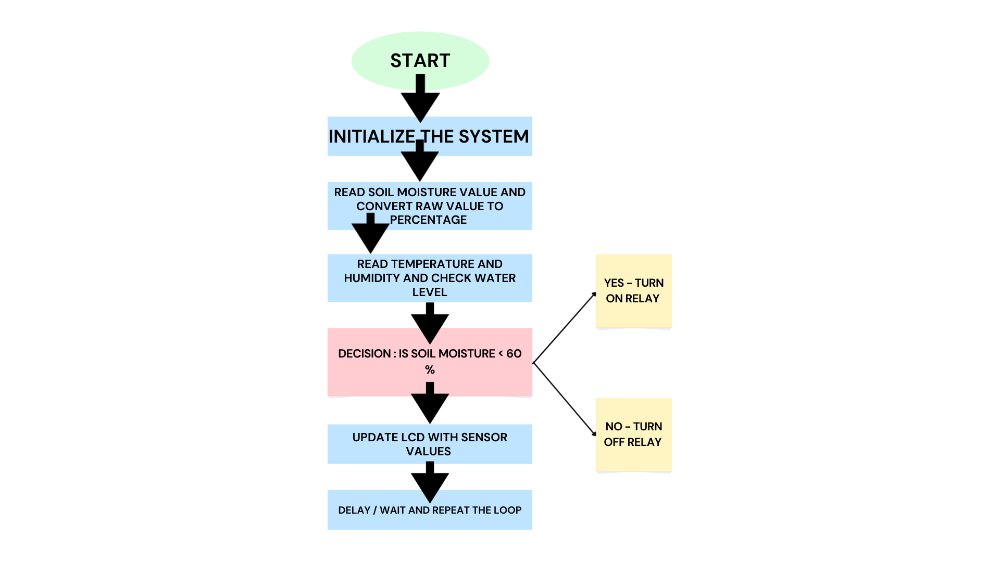 START
INITIALIZE THE SYSTEM
READ SOIL MOISTURE VALUE AND
CONVERT RAW VALUE TO
PERCENTAGE
READ TEMPERATURE AND
HUMIDITY AND CHECK WATER
LEVEL
YES - TURN
ON RELAY
DECISION : IS SOIL MOISTURE < 60
%
NO - TURN
OFF RELAY
UPDATE LCD WITH SENSOR
VALUES
DELAY / WAIT AND REPEAT THE LOOP